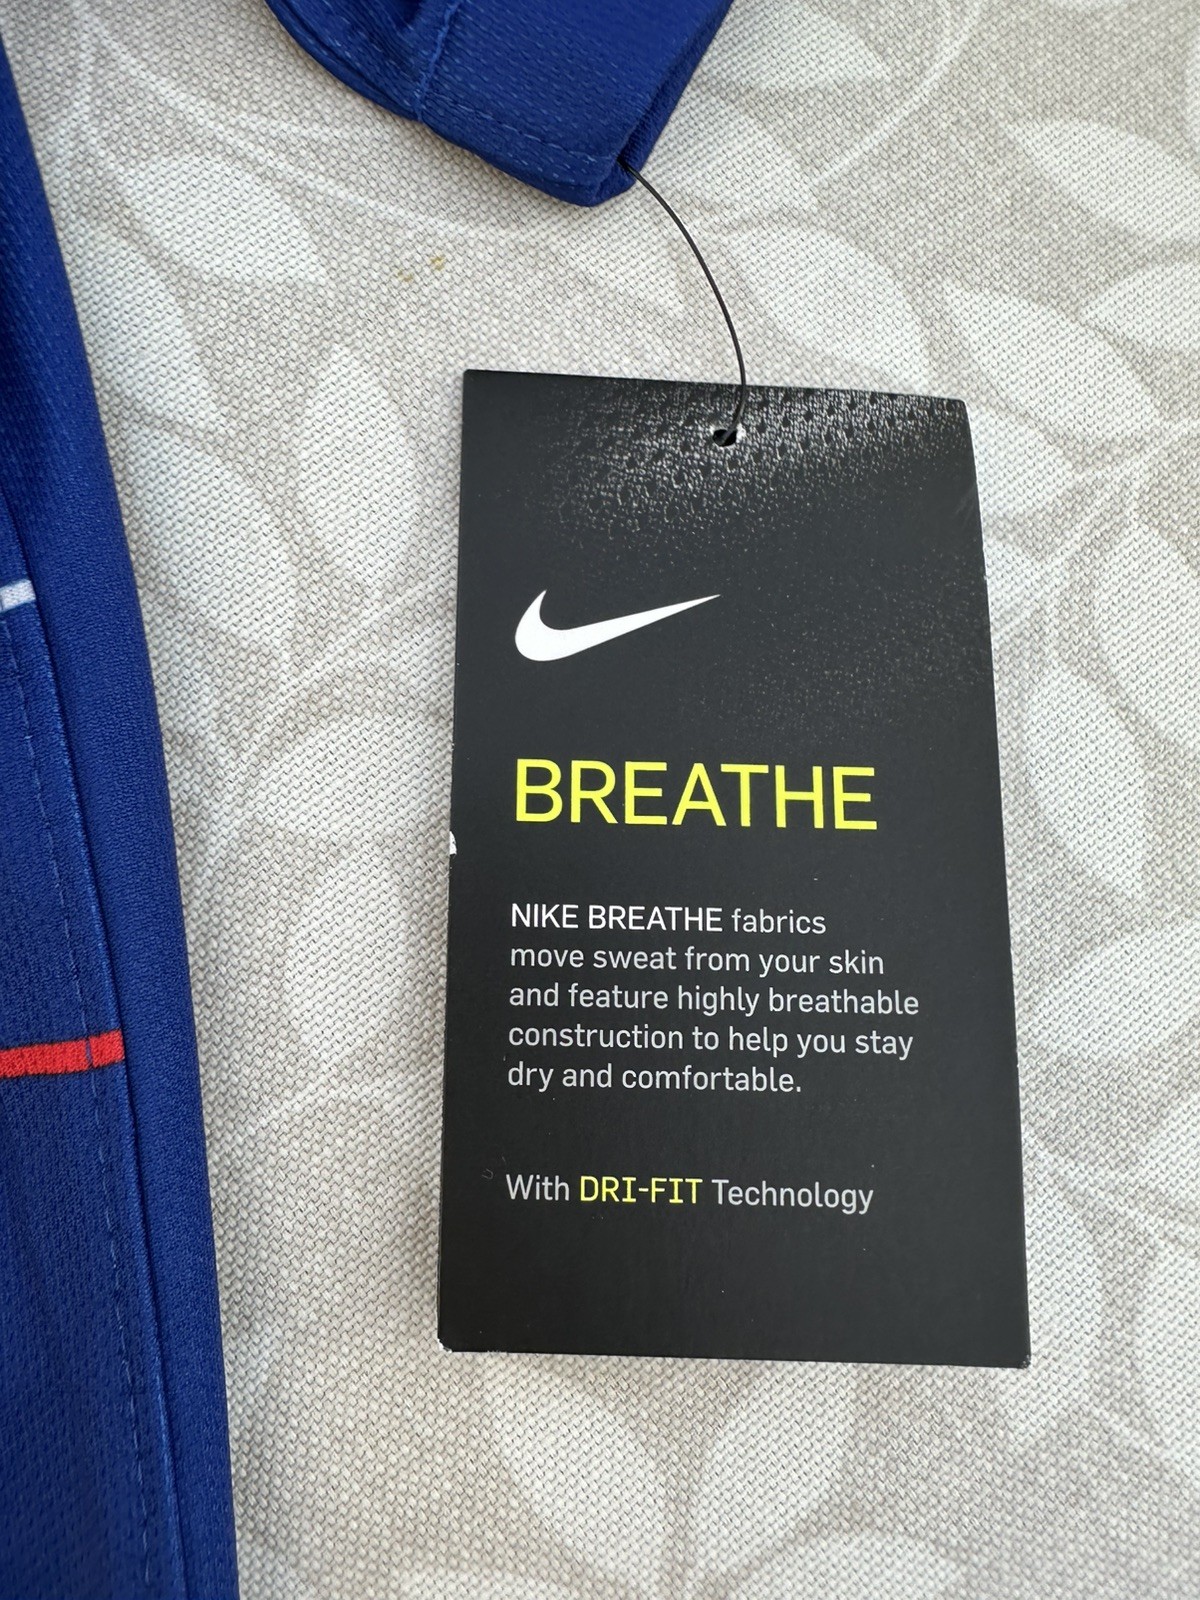 BREATHE
NIKE BREATHE fabrics
move sweat from your skin
and feature highly breathable
construction to help you stay
dry and comfortable.
With DRI-FIT Technology